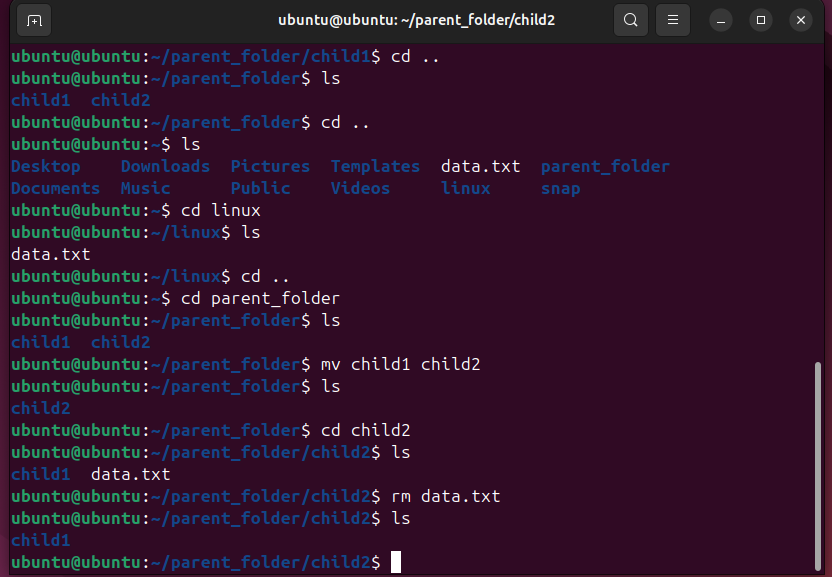 ubuntu@ubuntu: ~/parent_folder/child2
ubuntu@ubuntu:~/parent_folder/child1$ cd ..
ubuntu@ubuntu:~/parent_folder$ ls
child1  child2
ubuntu@ubuntu:~/parent_folder$ cd ..
ubuntu@ubuntu:~$ ls
Desktop    Downloads  Pictures  Templates  data.txt  parent_folder
Documents  Music      Public    Videos     linux     snap
ubuntu@ubuntu:~$ cd linux
ubuntu@ubuntu:~/linux$ ls
data.txt
ubuntu@ubuntu:~/linux$ cd ..
ubuntu@ubuntu:~$ cd parent_folder
ubuntu@ubuntu:~/parent_folder$ ls
child1  child2
ubuntu@ubuntu:~/parent_folder$ mv child1 child2
ubuntu@ubuntu:~/parent_folder$ ls
child2
ubuntu@ubuntu:~/parent_folder$ cd child2
ubuntu@ubuntu:~/parent_folder/child2$ ls
child1  data.txt
ubuntu@ubuntu:~/parent_folder/child2$ rm data.txt
ubuntu@ubuntu:~/parent_folder/child2$ ls
child1
ubuntu@ubuntu:~/parent_folder/child2$